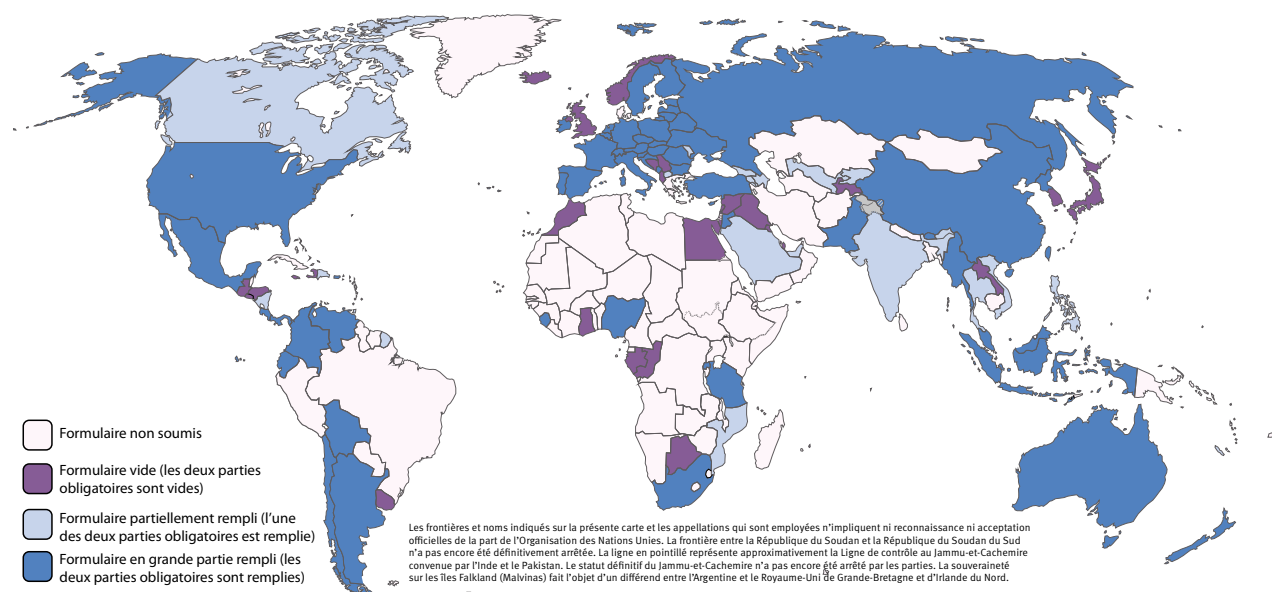 Formulaire non soumis
Formulaire vide (les deux parties
obligatoires sont vides)
Formulaire partiellement rempli (l'une
des deux parties obligatoires est remplie)
Formulaire en grande partie rempli (les
deux parties obligatoires sont remplies)
Les frontières et noms indiqués sur la présente carte et les appellations qui sont employées n'impliquent ni reconnaissance ni acceptation
officielles de la part de l'Organisation des Nations Unies. La frontière entre la République du Soudan et la République du Soudan du Sud
n'a pas encore été définitivement arrêtée. La ligne en pointillé représente approximativement la Ligne de contrôle au Jammu-et-Cachemire
convenue par l'Inde et le Pakistan. Le statut définitif du Jammu-et-Cachemire n'a pas encore été arrêté par les parties. La souveraineté
sur les îles Falkland (Malvinas) fait l'objet d'un différend entre l'Argentine et le Royaume-Uni de Grande-Bretagne et d'Irlande du Nord.